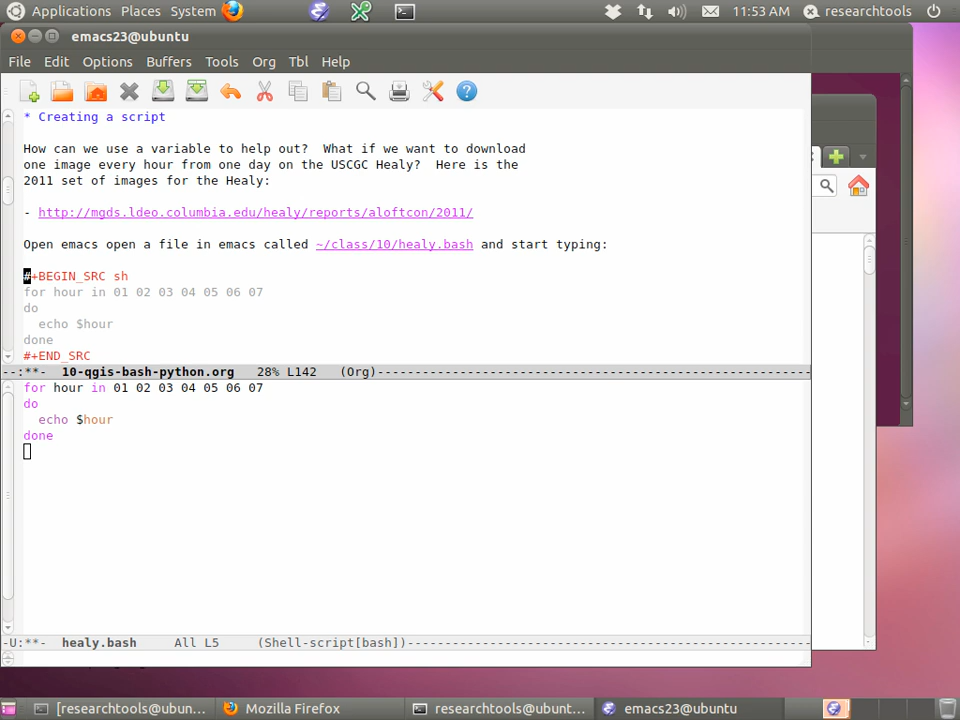 Applications Places System 11:53 AM researchtools
emacs23@ubuntu
File Edit Options Buffers Tools Org Tbl Help
* Creating a script
How can we use a variable to help out?  What if we want to download
one image every hour from one day on the USCGC Healy?  Here is the
2011 set of images for the Healy:
- http://mgds.ldeo.columbia.edu/healy/reports/aloftcon/2011/
Open emacs open a file in emacs called ~/class/10/healy.bash and start typing:
#+BEGIN_SRC sh
for hour in 01 02 03 04 05 06 07
do
  echo $hour
done
#+END_SRC
--:**-  10-qgis-bash-python.org   28% L142   (Org)
for hour in 01 02 03 04 05 06 07
do
  echo $hour
done
-U:**-  healy.bash     All L5     (Shell-script[bash])
[researchtools@ubun... Mozilla Firefox researchtools@ubunt... emacs23@ubuntu